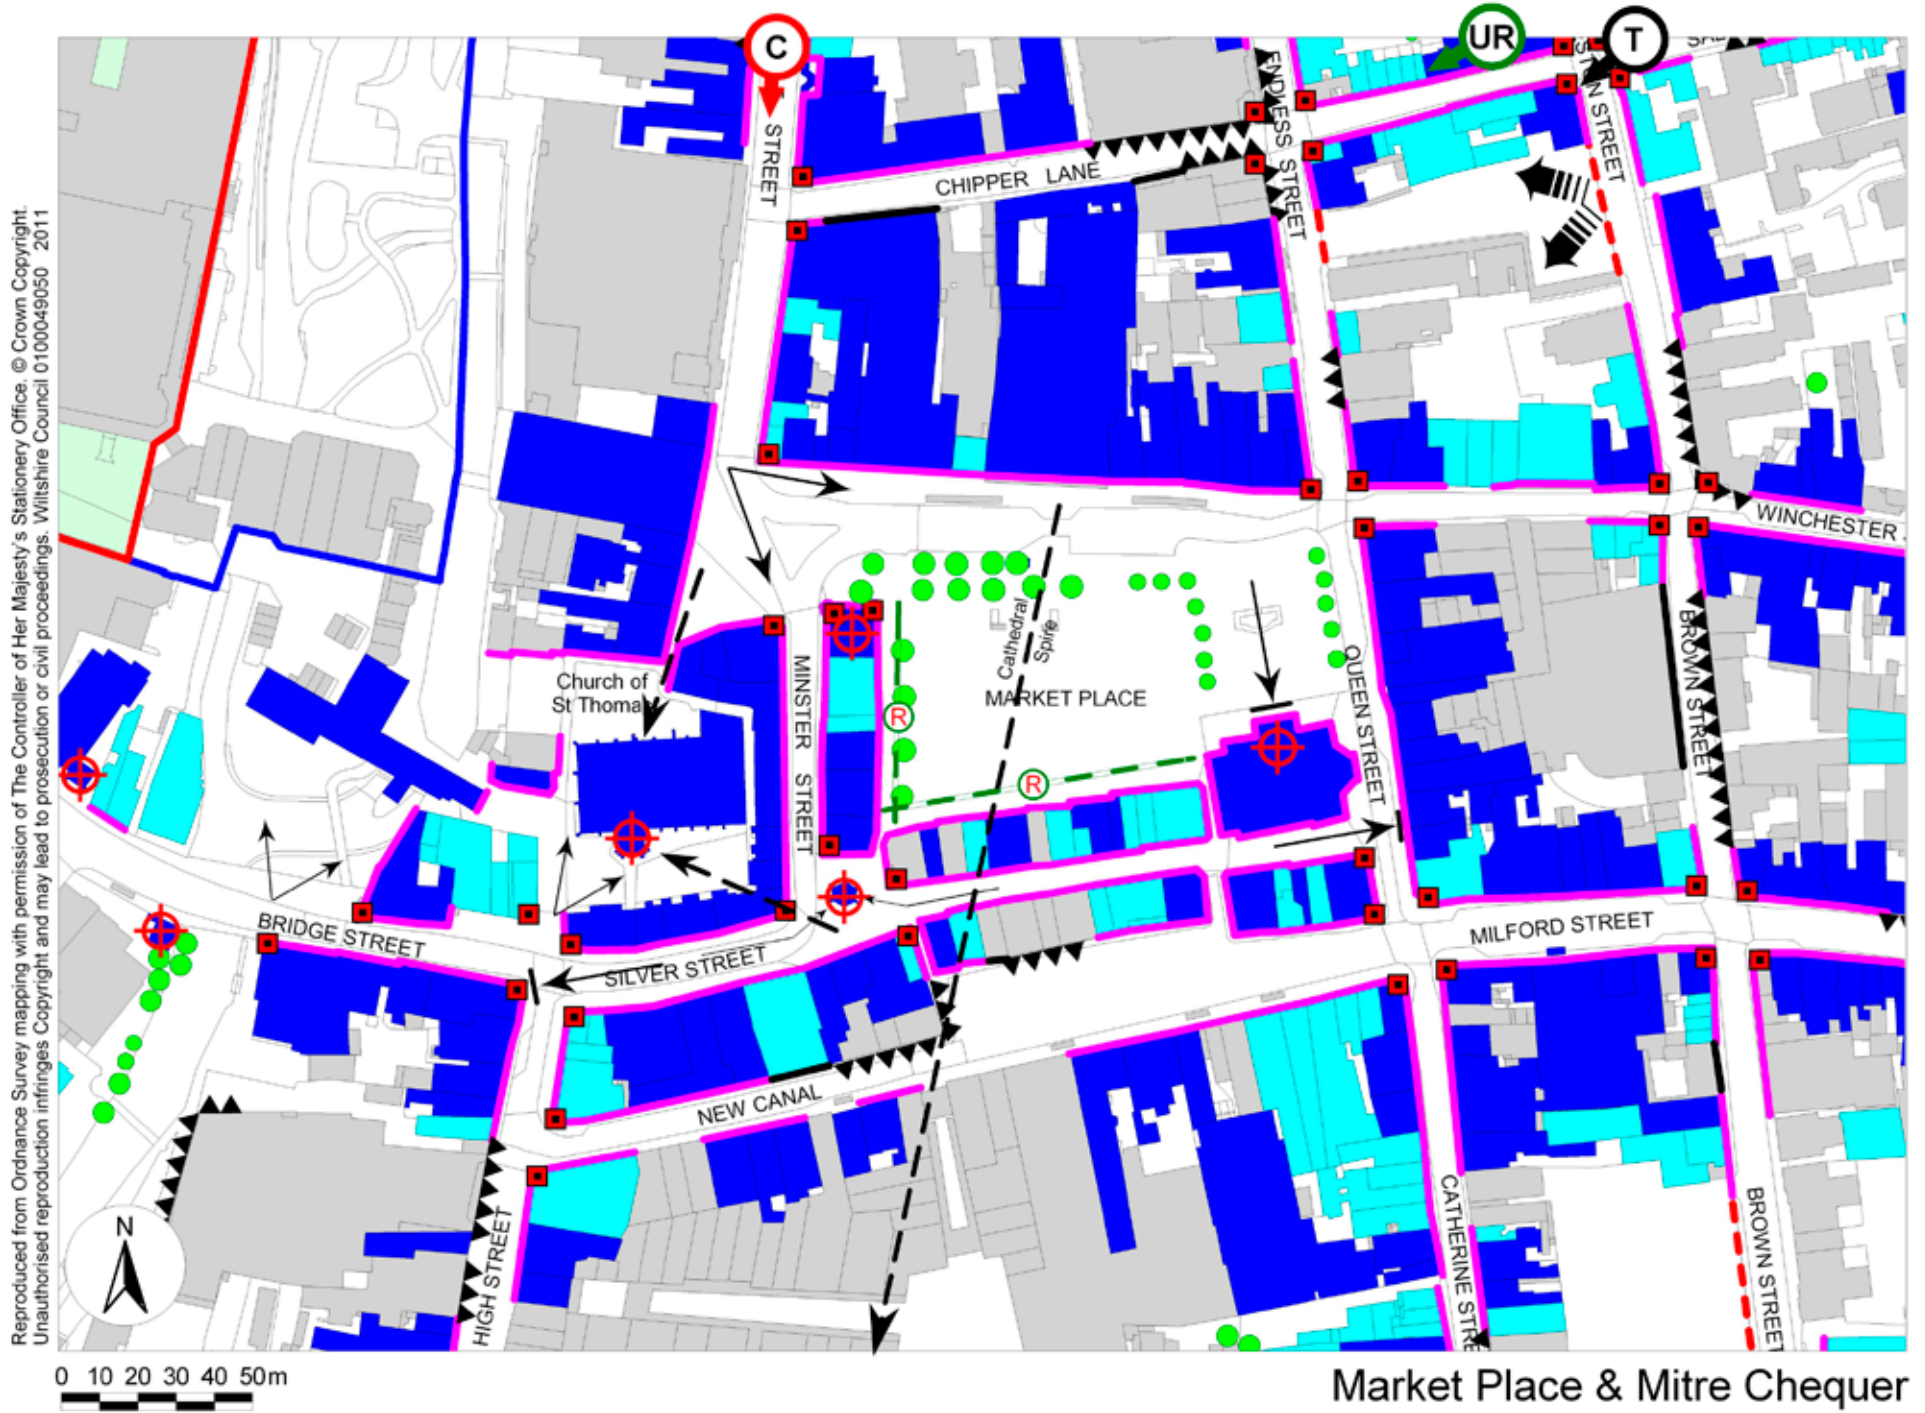 C
UR
T
STREET
CHIPPER LANE
ENDLESS STREET
STREET
WINCHESTER
Church of
St Thomas
MINSTER STREET
Cathedral
Spire
MARKET PLACE
R
R
QUEEN STREET
BROWN STREET
BRIDGE STREET
SILVER STREET
MILFORD STREET
NEW CANAL
HIGH STREET
CATHERINE STRE
BROWN STREET
N
0 10 20 30 40 50m
Market Place & Mitre Chequer
Reproduced from Ordnance Survey mapping with permission of The Controller of Her Majesty's Stationery Office. © Crown Copyright.
Unauthorised reproduction infringes Copyright and may lead to prosecution or civil proceedings. Wiltshire Council 0100049050 2011